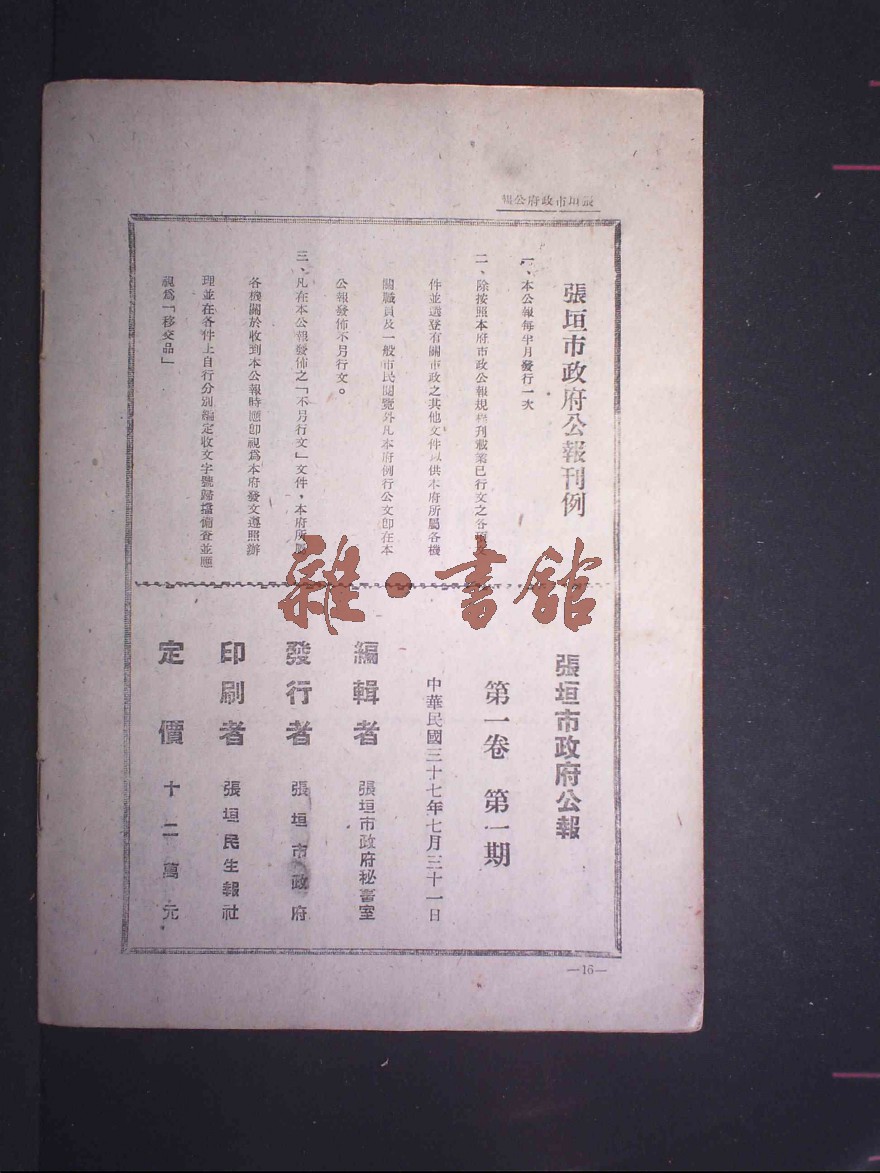 張垣市政府公報
張垣市政府公報刊例
一、本公報每半月發行一次
二、除按照本府市政公報規程刊載業已行文之各項文
件並選登有關市政之其他文件以供本府所屬各機
關職員及一般市民閱覽外凡本府例行公文即在本
公報發佈不另行文。
三、凡在本公報發佈之「不另行文」文件，本府所屬
各機關於收到本公報時應即視爲本府發文遵照辦
理並在各件上自行分別編定收文字號歸擋備查並應
視爲「移交品」
雜·書館
張垣市政府公報
第一卷 第一期
中華民國三十七年七月三十一日
編輯者 張垣市政府秘書室
發行者 張垣市政府
印刷者 張垣民生報社
定價 十二萬元
—16—